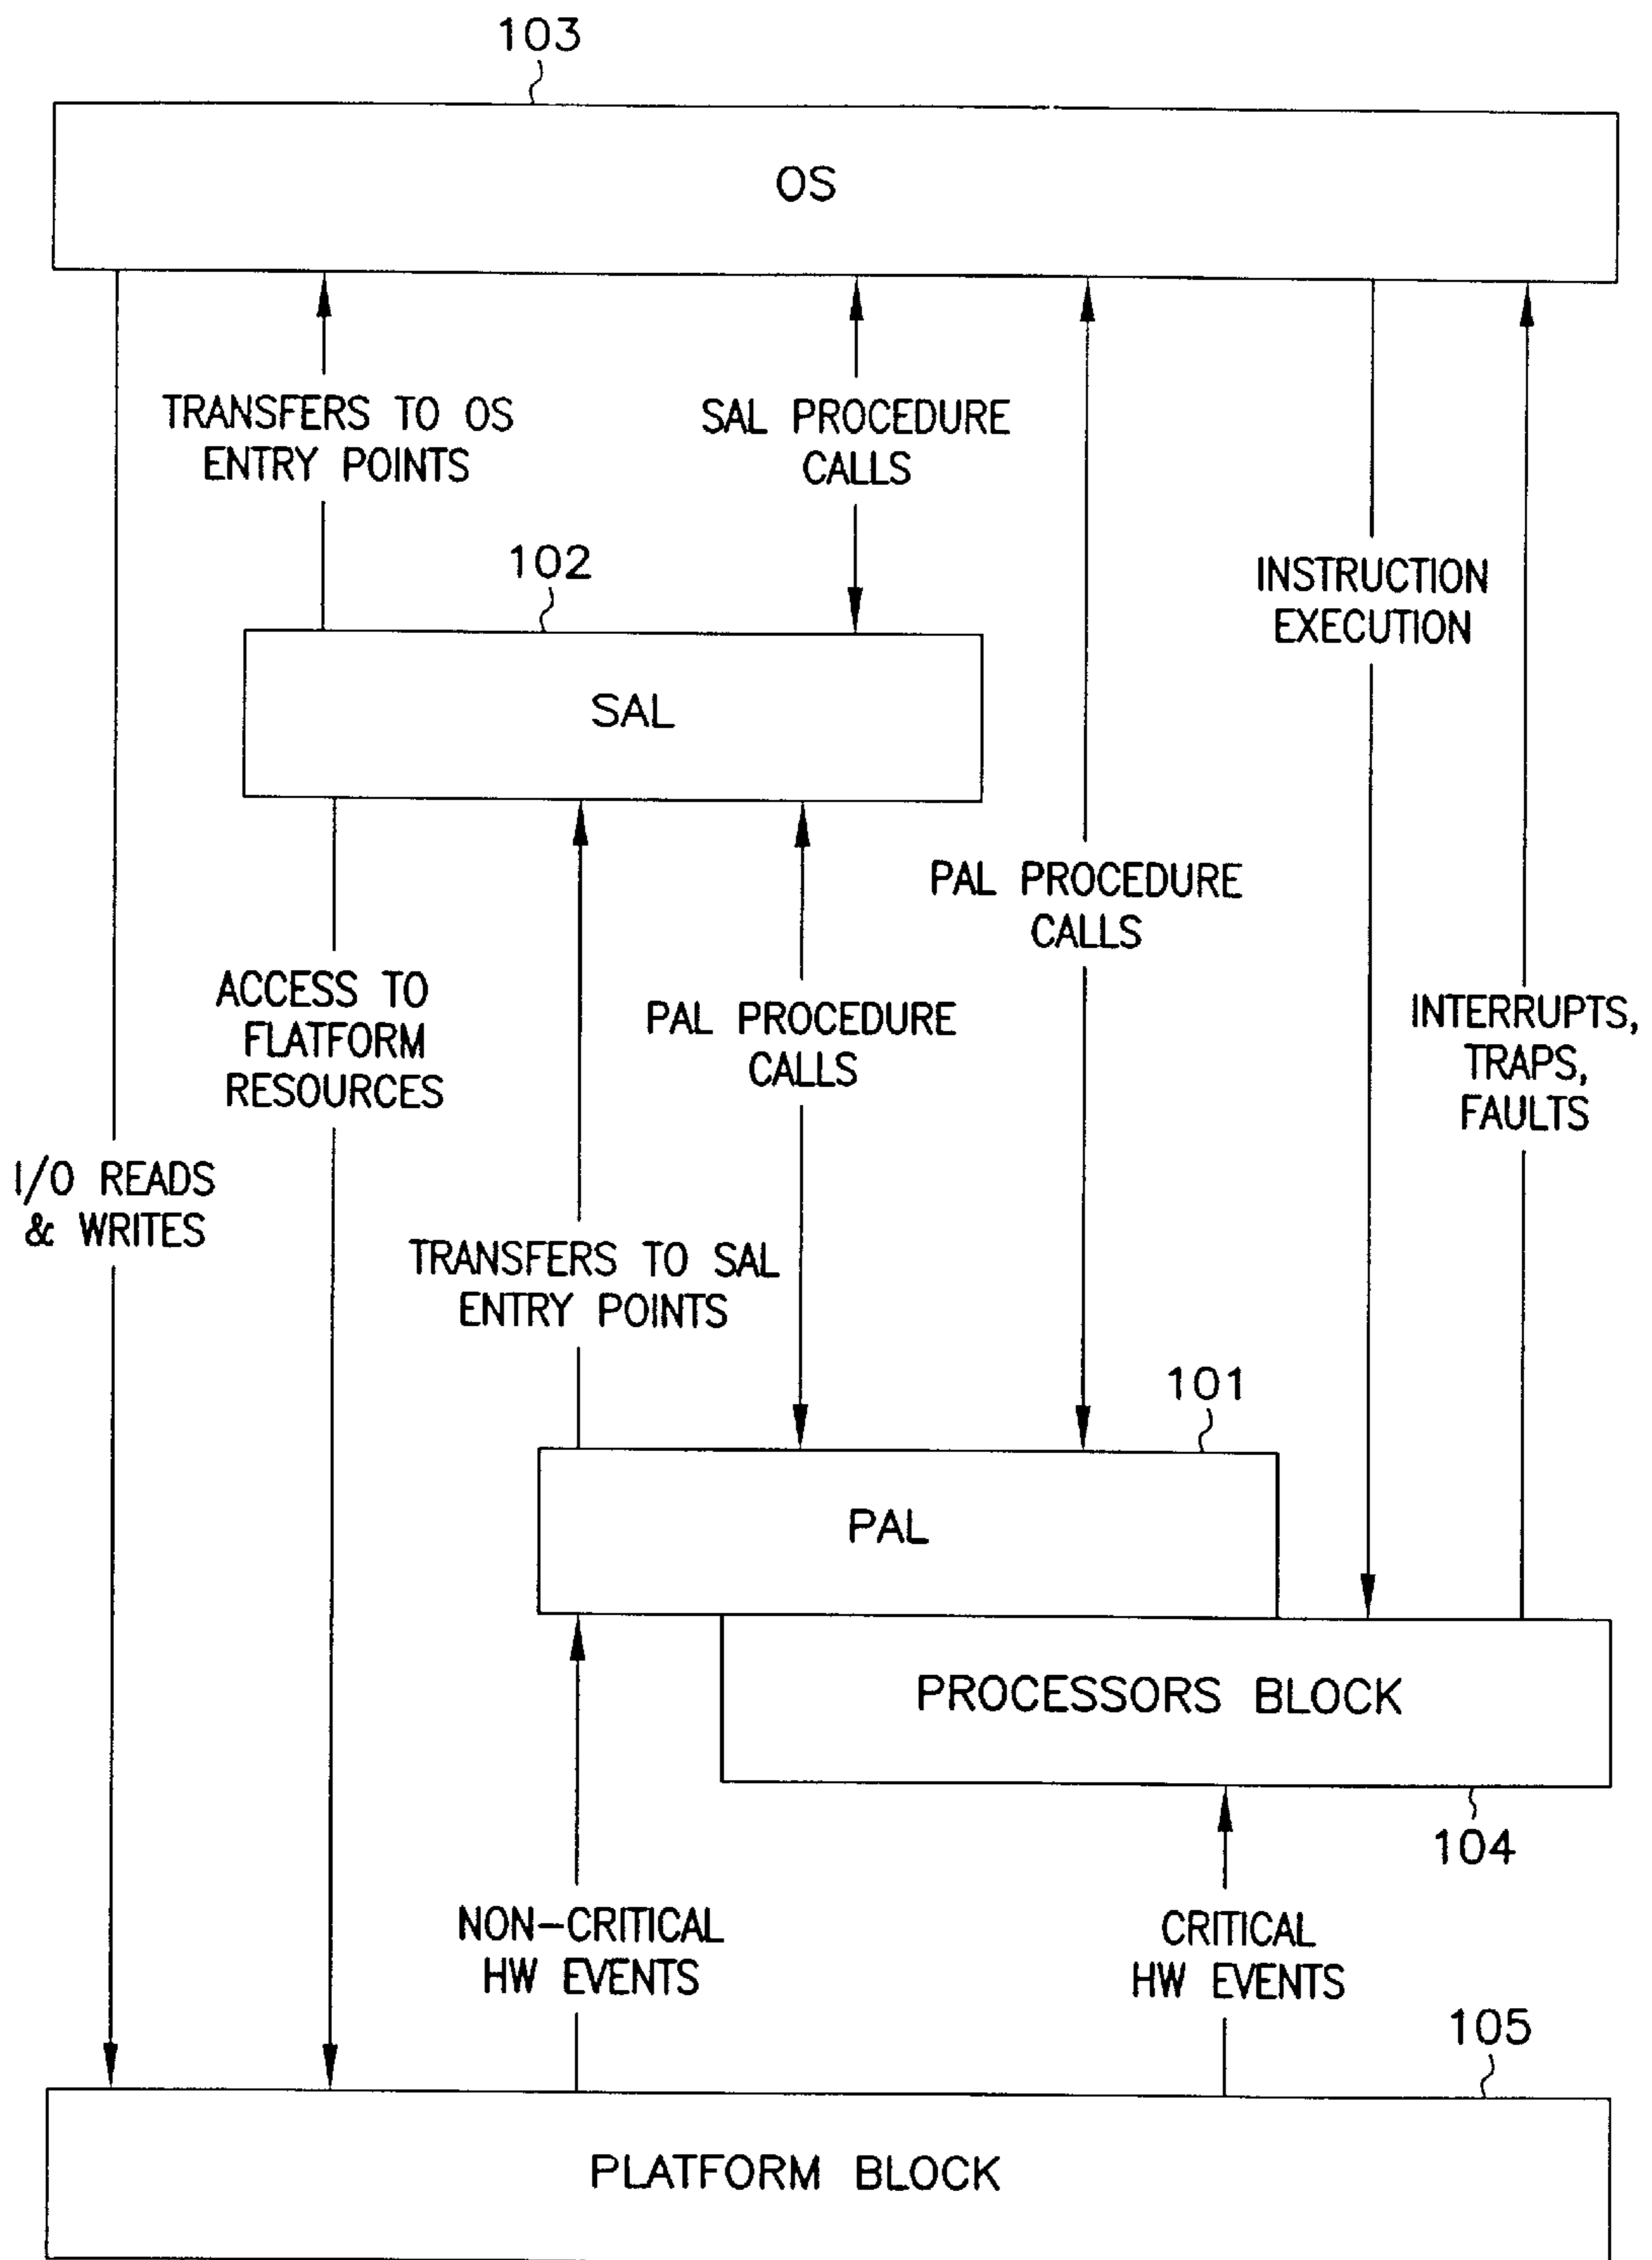 103
OS
TRANSFERS TO OS
ENTRY POINTS
SAL PROCEDURE
CALLS
102
INSTRUCTION
EXECUTION
SAL
PAL PROCEDURE
CALLS
ACCESS TO
FLATFORM
RESOURCES
PAL PROCEDURE
CALLS
INTERRUPTS,
TRAPS,
FAULTS
I/O READS
& WRITES
TRANSFERS TO SAL
ENTRY POINTS
101
PAL
PROCESSORS BLOCK
104
NON-CRITICAL
HW EVENTS
CRITICAL
HW EVENTS
105
PLATFORM BLOCK